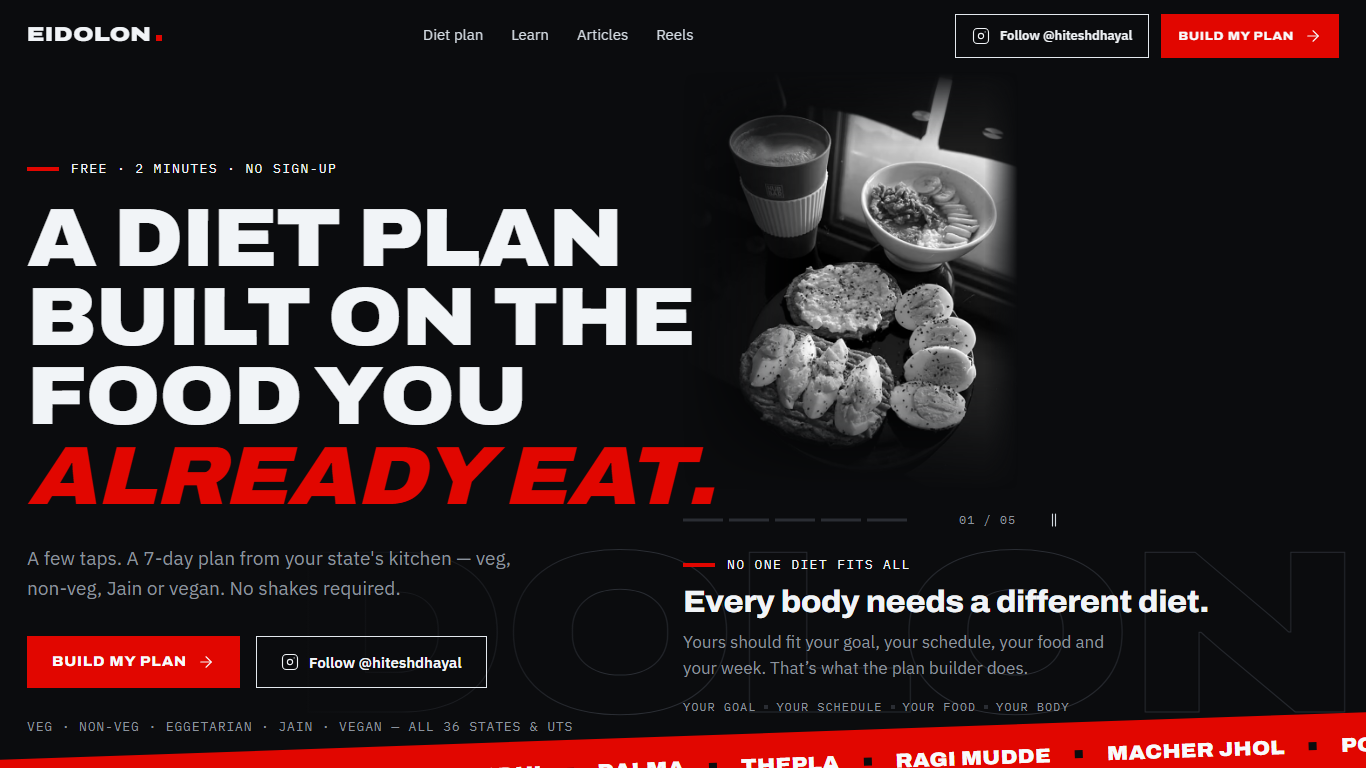 EIDOLON.
Diet plan
Learn
Articles
Reels
Follow @hiteshdhayal
BUILD MY PLAN
FREE · 2 MINUTES · NO SIGN-UP
A DIET PLAN
BUILT ON THE
FOOD YOU
ALREADY EAT.
A few taps. A 7-day plan from your state's kitchen — veg,
non-veg, Jain or vegan. No shakes required.
BUILD MY PLAN
Follow @hiteshdhayal
VEG · NON-VEG · EGGETARIAN · JAIN · VEGAN — ALL 36 STATES & UTS
01 / 05
NO ONE DIET FITS ALL
Every body needs a different diet.
Yours should fit your goal, your schedule, your food and
your week. That’s what the plan builder does.
YOUR GOAL ▪ YOUR SCHEDULE ▪ YOUR FOOD ▪ YOUR BODY
THEPLA ▪ RAGI MUDDE ▪ MACHER JHOL ▪